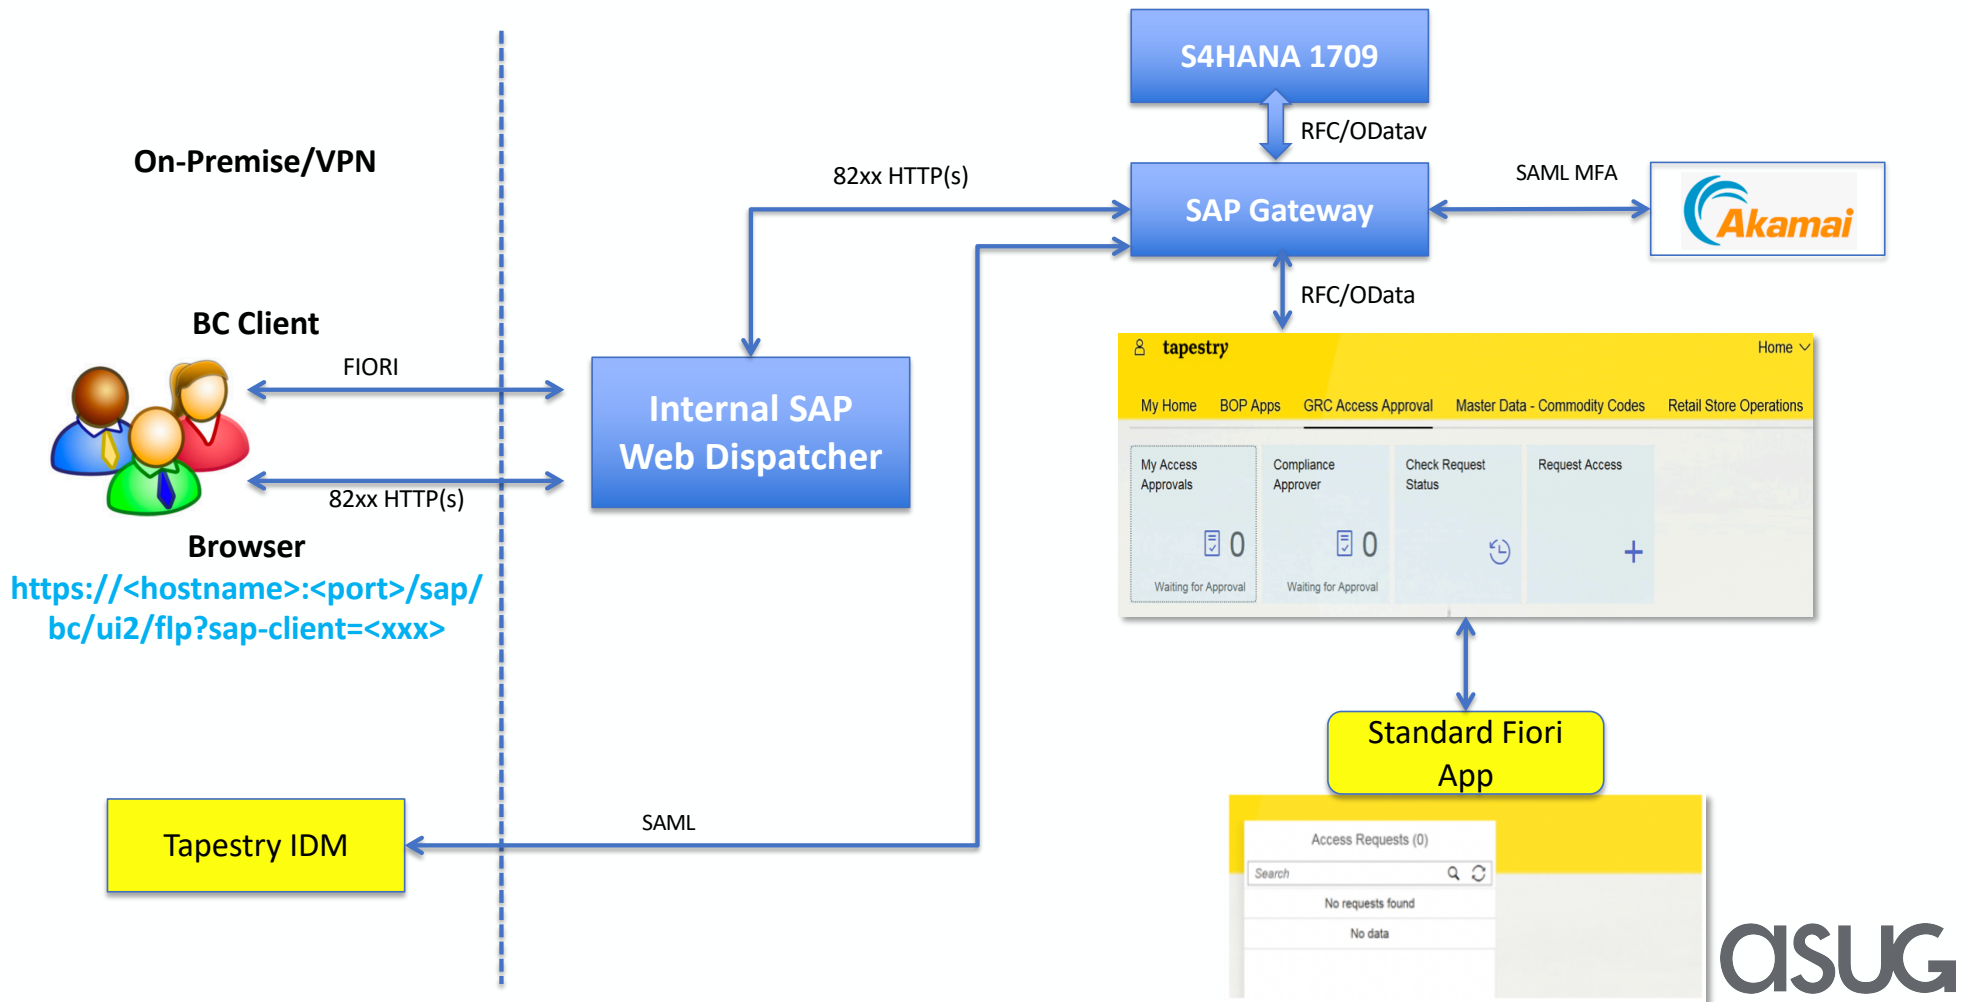 S4HANA 1709
RFC/ODatav
On-Premise/VPN
82xx HTTP(s)
SAP Gateway
SAML MFA
Akamai
RFC/OData
BC Client
FIORI
Internal SAP
Web Dispatcher
82xx HTTP(s)
Browser
https://<hostname>:<port>/sap/
bc/ui2/flp?sap-client=<xxx>
tapestry
Home
My Home BOP Apps GRC Access Approval Master Data - Commodity Codes Retail Store Operations
My Access
Approvals
0
Waiting for Approval
Compliance
Approver
0
Waiting for Approval
Check Request
Status
Request Access
Standard Fiori
App
Tapestry IDM
SAML
Access Requests (0)
Search
No requests found
No data
asug